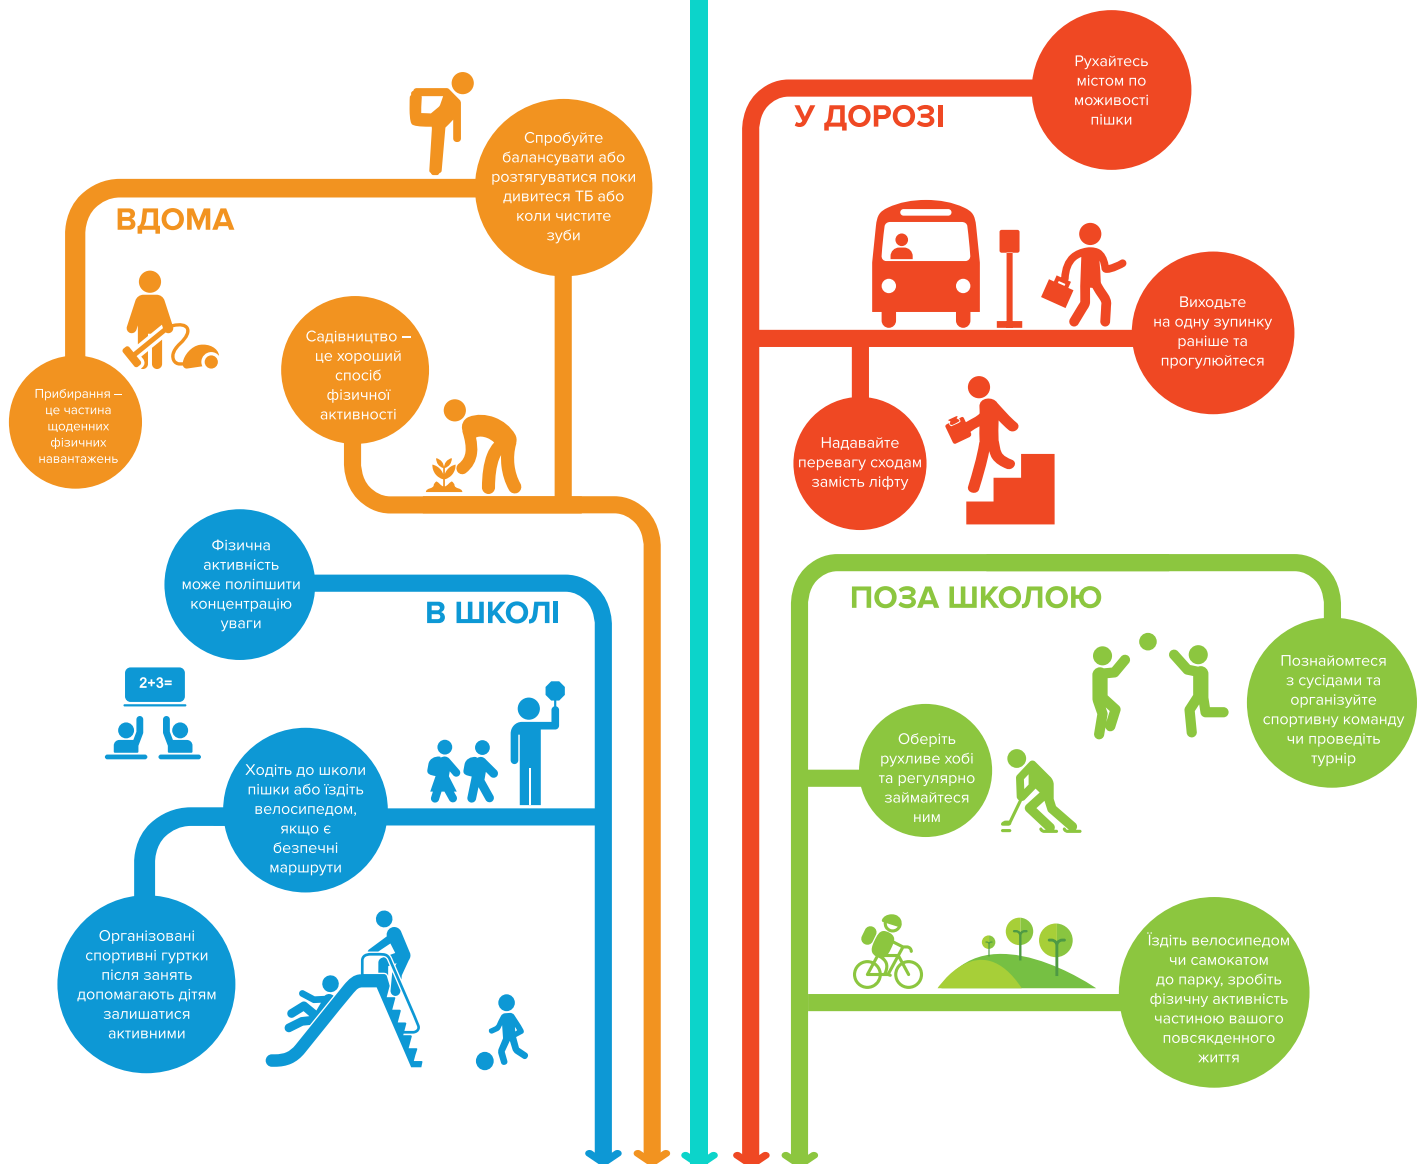 ВДОМА
Спробуйте
балансувати або
розтягуватися поки
дивитеся ТБ або
коли чистите
зуби
Садівництво –
це хороший
спосіб
фізичної
активності
Прибирання –
це частина
щоденних
фізичних
навантажень
У ДОРОЗІ
Рухайтесь
містом по
моживості
пішки
Виходьте
на одну зупинку
раніше та
прогулюйтеся
Надавайте
перевагу сходам
замість ліфту
В ШКОЛІ
Фізична
активність
може поліпшити
концентрацію
уваги
2+3=
Ходіть до школи
пішки або їздіть
велосипедом,
якщо є
безпечні
маршрути
Організовані
спортивні гуртки
після занять
допомагають дітям
залишатися
активними
ПОЗА ШКОЛОЮ
Познайомтеся
з сусідами та
організуйте
спортивну команду
чи проведіть
турнір
Оберіть
рухливе хобі
та регулярно
займайтеся
ним
Їздіть велосипедом
чи самокатом
до парку, зробіть
фізичну активність
частиною вашого
повсякденного
життя